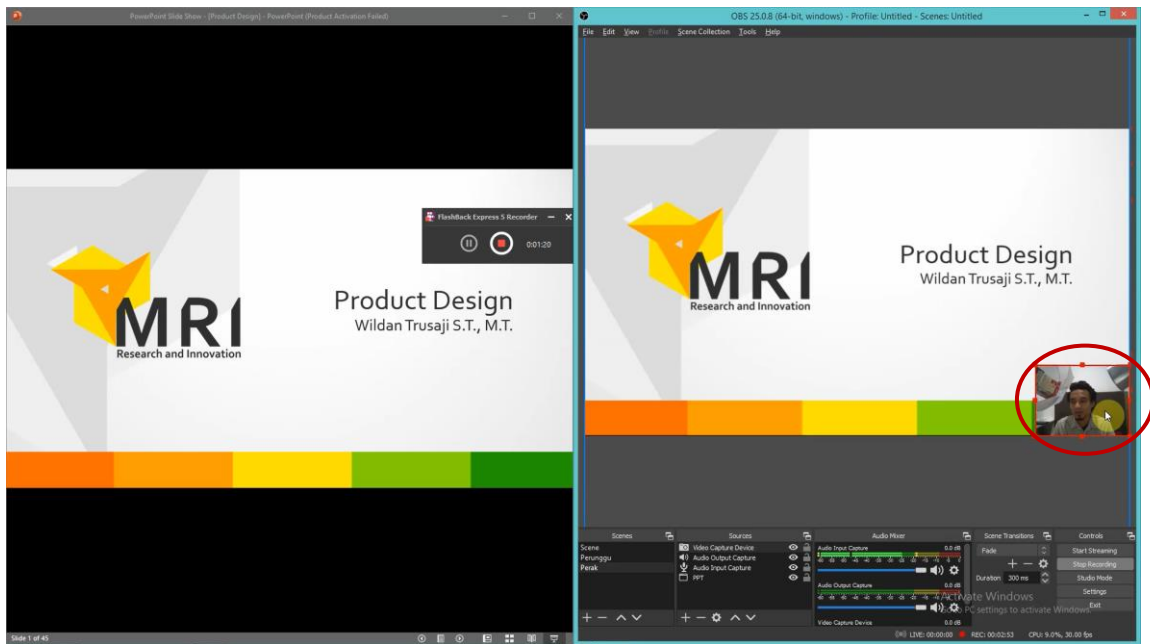 PowerPoint Slide Show - [Product Design] - PowerPoint (Product Activation Failed)
FlashBack Express 5 Recorder
0:01:20
MRI
Research and Innovation
Product Design
Wildan Trusaji S.T., M.T.
Slide 1 of 45
OBS 25.0.8 (64-bit, windows) - Profile: Untitled - Scenes: Untitled
File Edit View Profile Scene Collection Tools Help
MRI
Research and Innovation
Product Design
Wildan Trusaji S.T., M.T.
Scenes
Scene
Perunggu
Perak
Sources
Video Capture Device
Audio Output Capture
Audio Input Capture
PPT
Audio Mixer
Audio Input Capture 0.0 dB
Audio Output Capture 0.0 dB
Video Capture Device 0.0 dB
Scene Transitions
Fade
Duration 300 ms
Controls
Start Streaming
Stop Recording
Studio Mode
Settings
Exit
Activate Windows
PC settings to activate Windows.
LIVE: 00:00:00 REC: 00:02:53 CPU: 9.0%, 30.00 fps